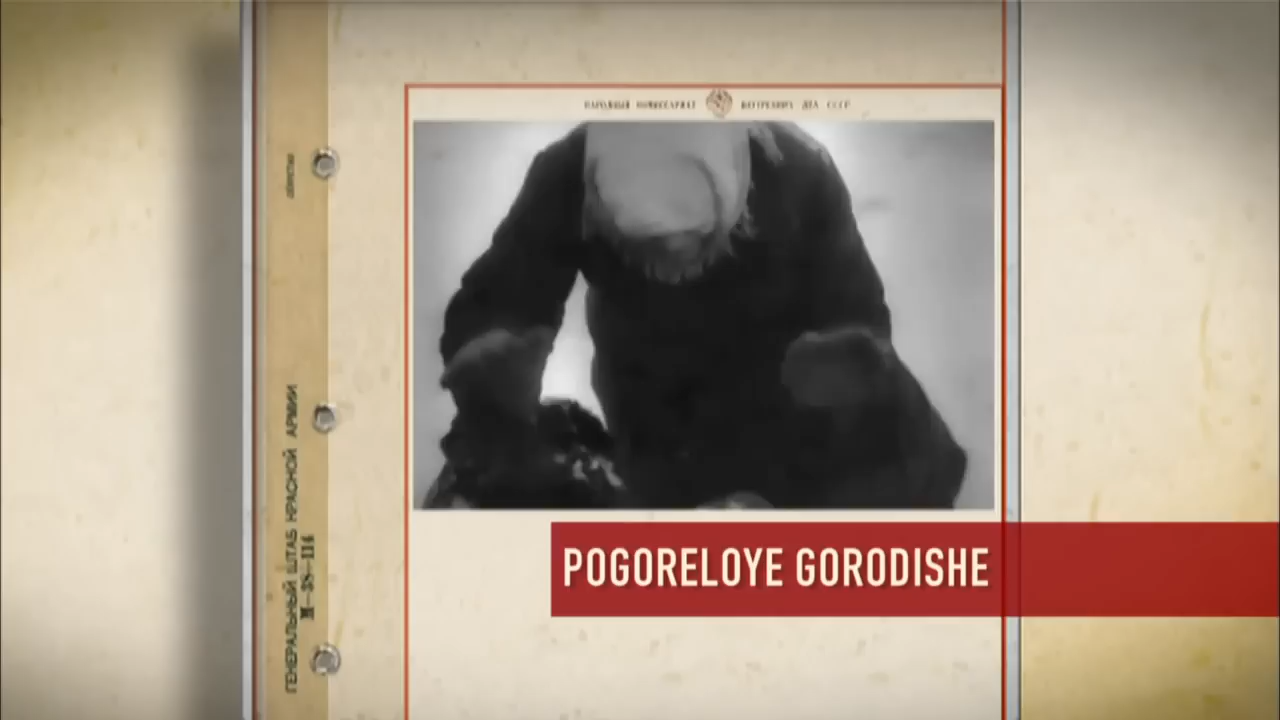 НАРОДНЫЙ КОМИССАРИАТ ВНУТРЕННИХ ДЕЛ СССР
ГЕНЕРАЛЬНЫЙ ШТАБ КРАСНОЙ АРМИИ
POGORELOYE GORODISHE